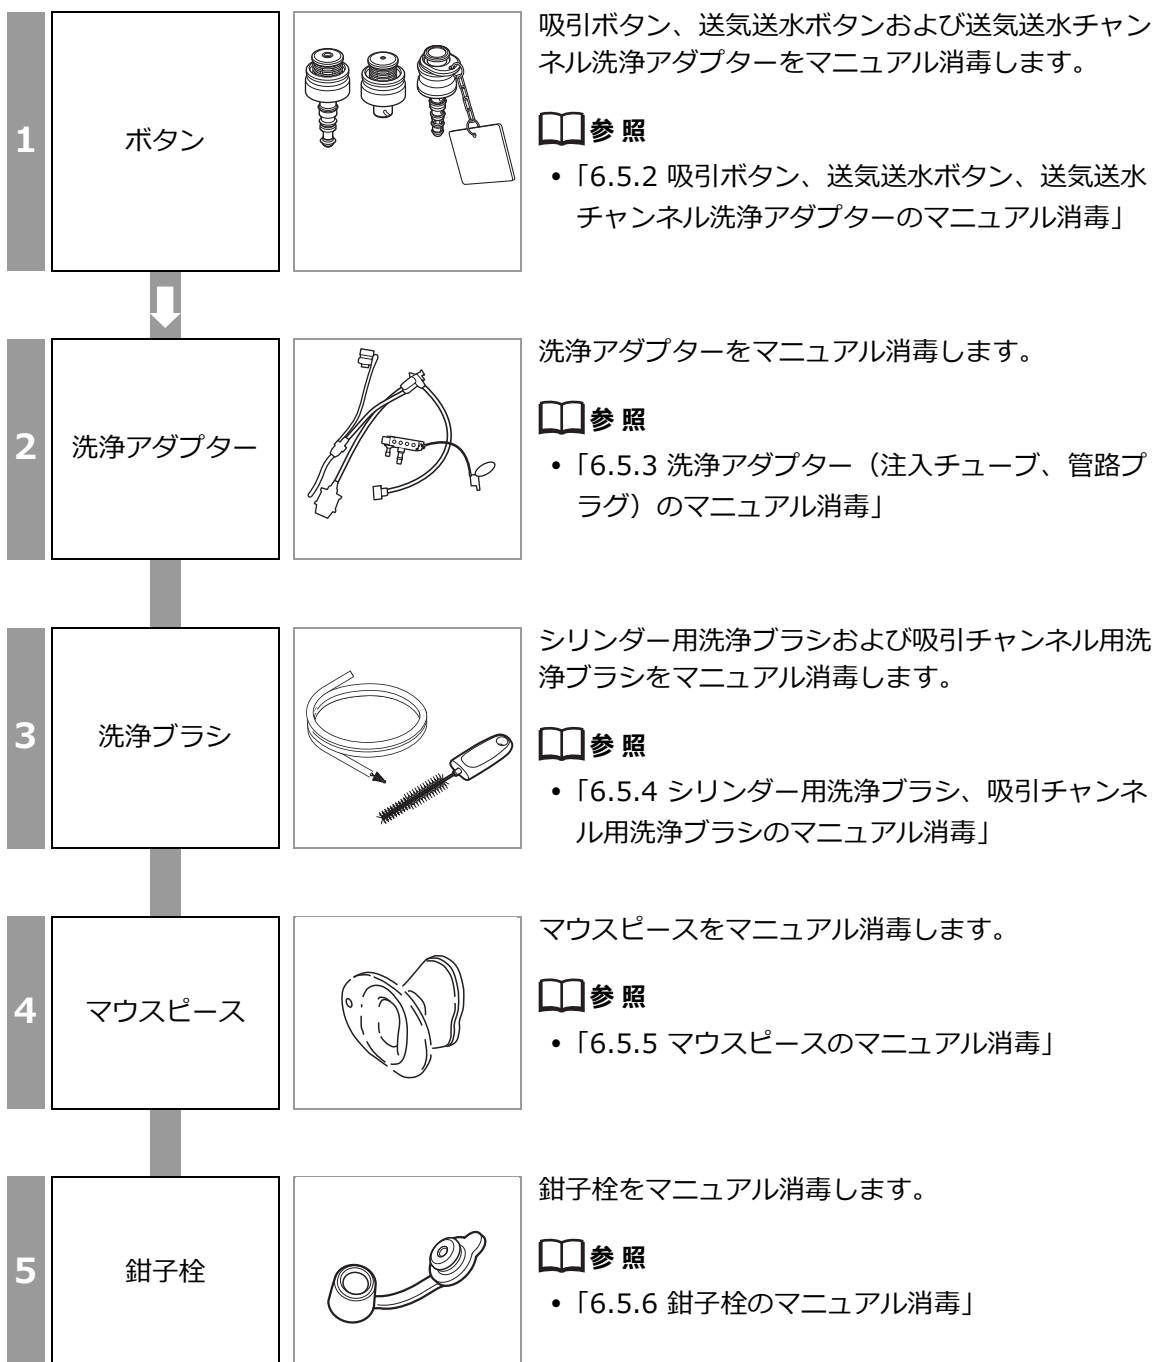 1
ボタン
吸引ボタン、送気送水ボタンおよび送気送水チャン
ネル洗浄アダプターをマニュアル消毒します。
参照
•「6.5.2 吸引ボタン、送気送水ボタン、送気送水
チャンネル洗浄アダプターのマニュアル消毒」
2
洗浄アダプター
洗浄アダプターをマニュアル消毒します。
参照
•「6.5.3 洗浄アダプター（注入チューブ、管路プ
ラグ）のマニュアル消毒」
3
洗浄ブラシ
シリンダー用洗浄ブラシおよび吸引チャンネル用洗
浄ブラシをマニュアル消毒します。
参照
•「6.5.4 シリンダー用洗浄ブラシ、吸引チャンネ
ル用洗浄ブラシのマニュアル消毒」
4
マウスピース
マウスピースをマニュアル消毒します。
参照
•「6.5.5 マウスピースのマニュアル消毒」
5
鉗子栓
鉗子栓をマニュアル消毒します。
参照
•「6.5.6 鉗子栓のマニュアル消毒」